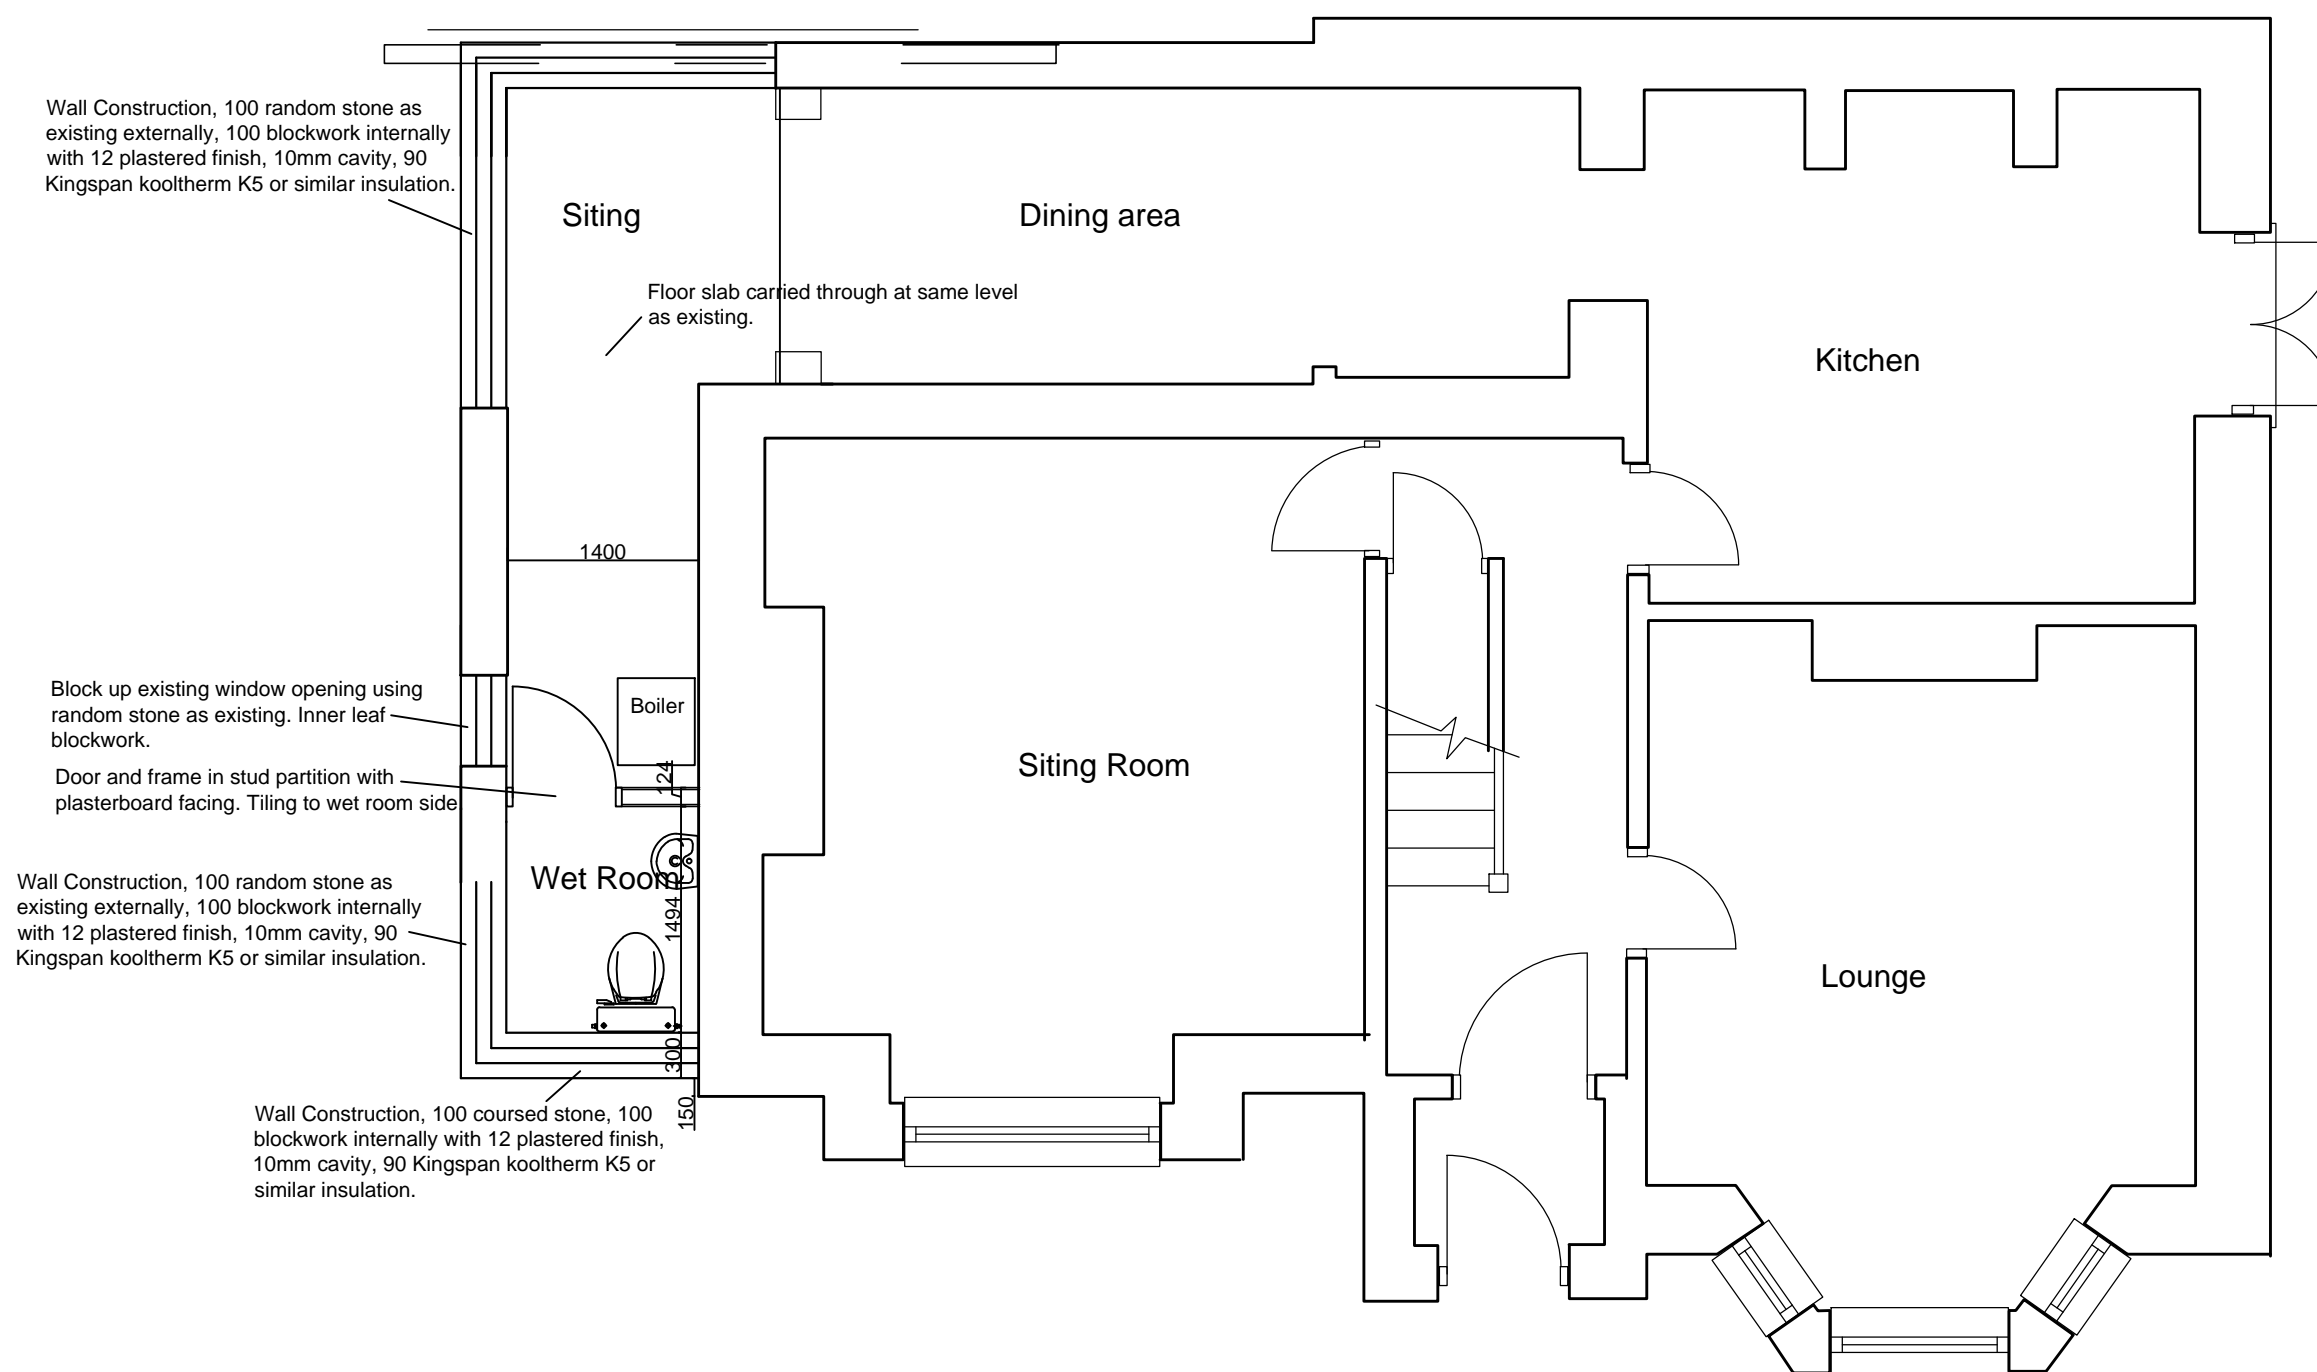 Wall Construction, 100 random stone as
existing externally, 100 blockwork internally
with 12 plastered finish, 10mm cavity, 90
Kingspan kooltherm K5 or similar insulation.
Siting
Dining area
Floor slab carried through at same level
as existing.
Kitchen
1400
Block up existing window opening using
random stone as existing. Inner leaf
blockwork.
Boiler
Door and frame in stud partition with
plasterboard facing. Tiling to wet room side
124
Siting Room
Wet Room
1494
Wall Construction, 100 random stone as
existing externally, 100 blockwork internally
with 12 plastered finish, 10mm cavity, 90
Kingspan kooltherm K5 or similar insulation.
Lounge
300
150
Wall Construction, 100 coursed stone, 100
blockwork internally with 12 plastered finish,
10mm cavity, 90 Kingspan kooltherm K5 or
similar insulation.